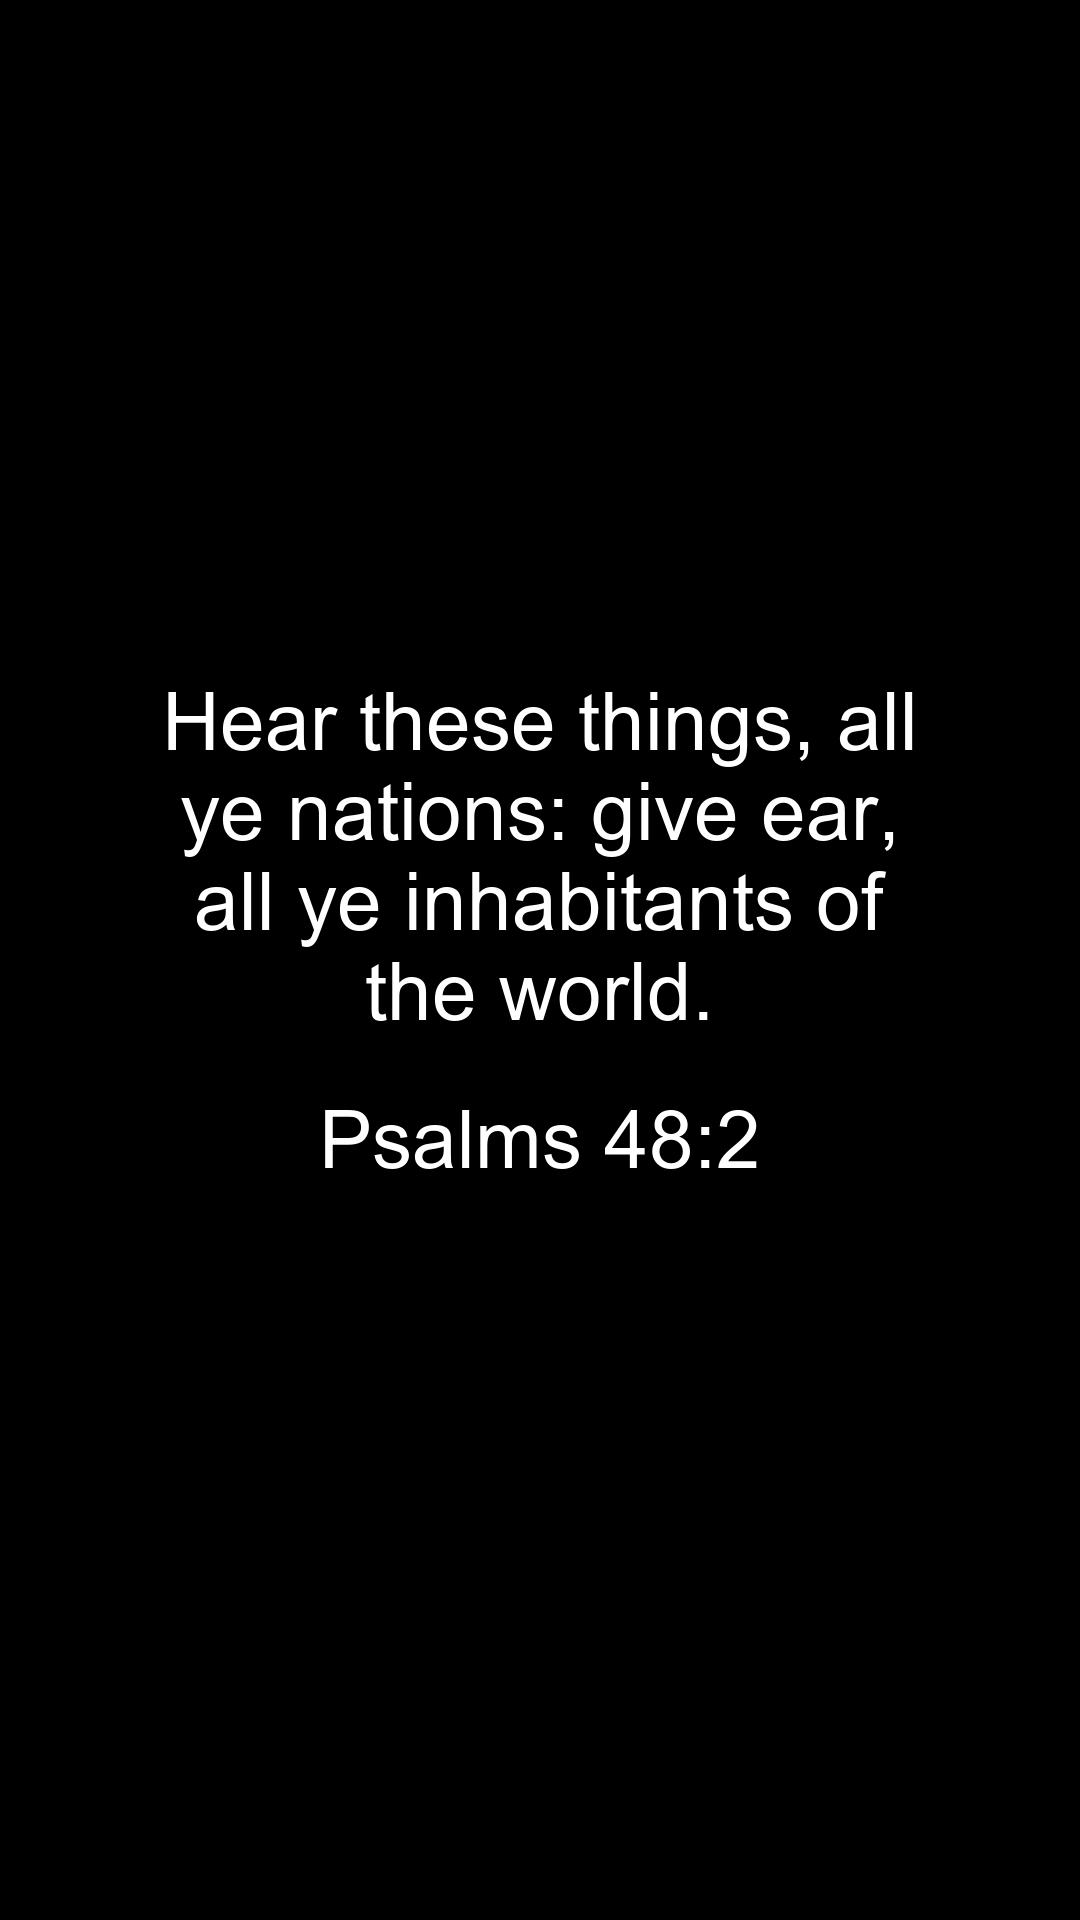 Hear these things, all
ye nations: give ear,
all ye inhabitants of
the world.
Psalms 48:2